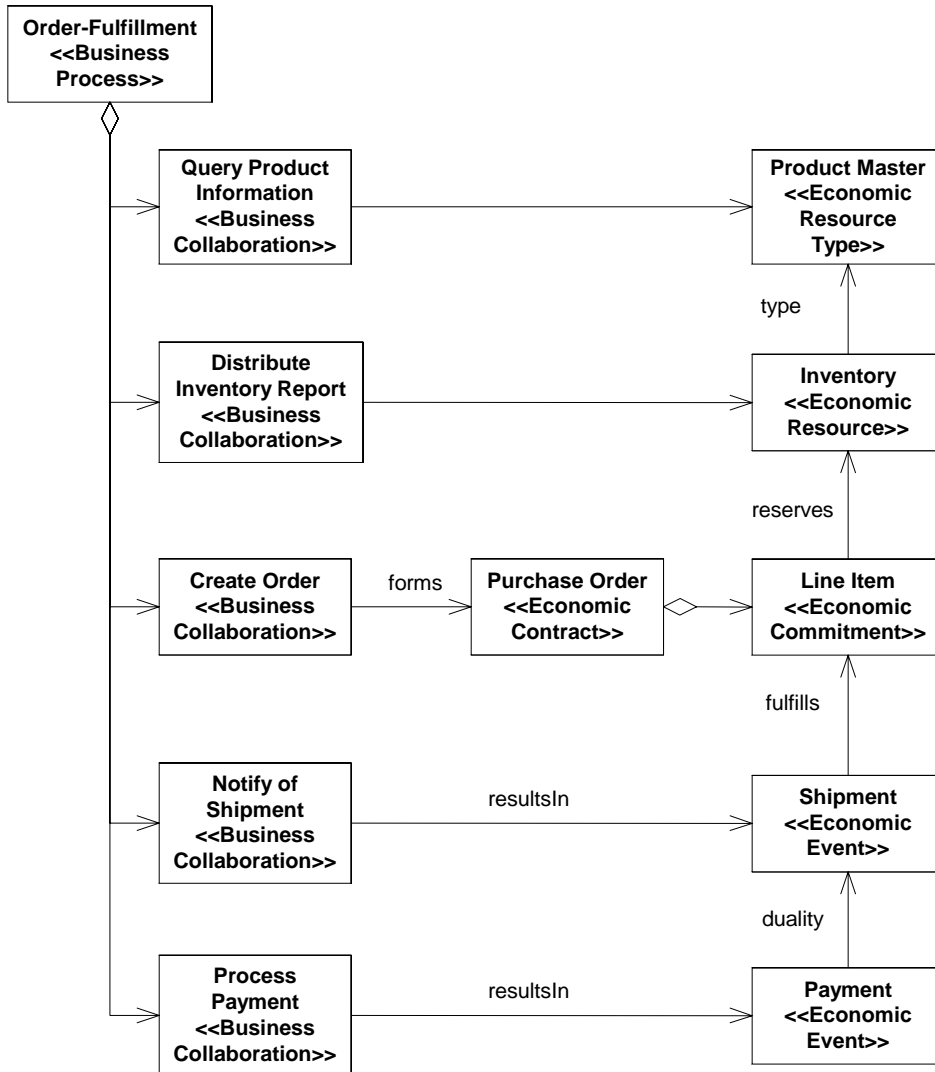 Order-Fulfillment
<<Business
Process>>
Query Product
Information
<<Business
Collaboration>>
Product Master
<<Economic
Resource
Type>>
type
Distribute
Inventory Report
<<Business
Collaboration>>
Inventory
<<Economic
Resource>>
reserves
Create Order
<<Business
Collaboration>>
forms
Purchase Order
<<Economic
Contract>>
Line Item
<<Economic
Commitment>>
fulfills
Notify of
Shipment
<<Business
Collaboration>>
resultsIn
Shipment
<<Economic
Event>>
duality
Process
Payment
<<Business
Collaboration>>
resultsIn
Payment
<<Economic
Event>>